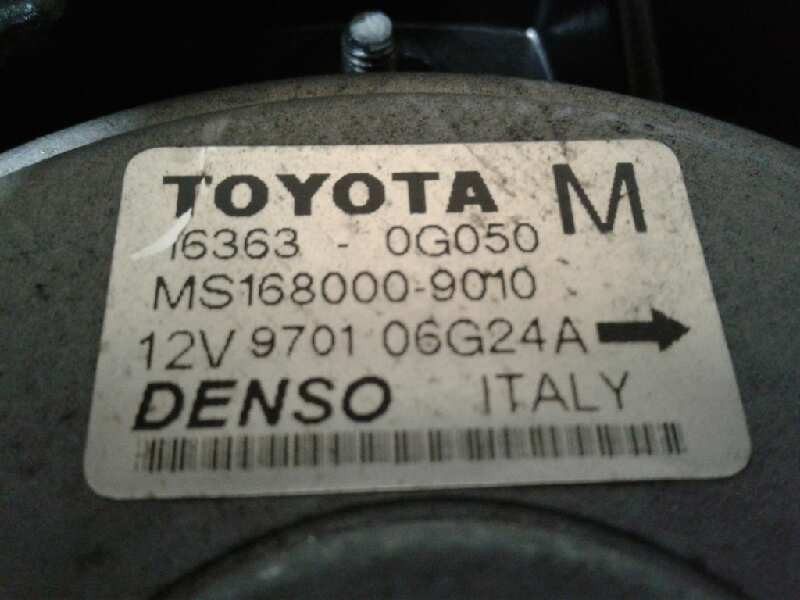 TOYOTA M
16363 - 0G050
MS168000-9010
12V 9701 06G24A
DENSO ITALY